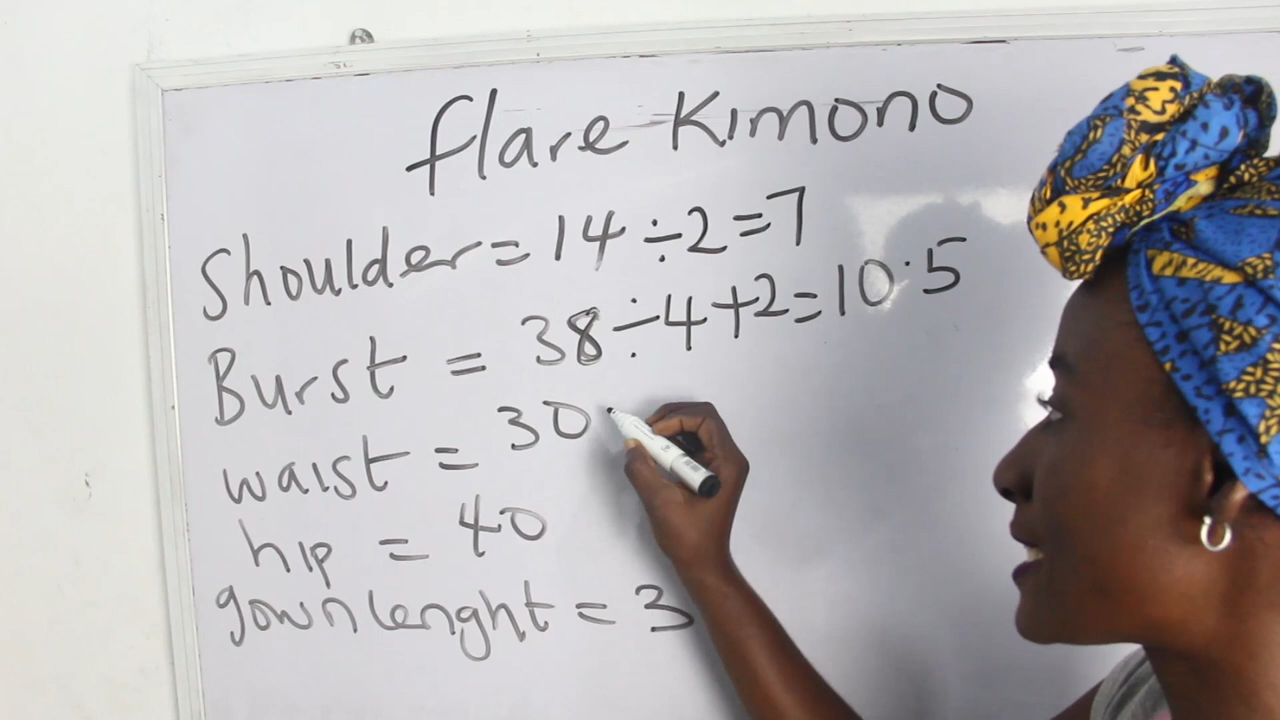 flare Kimono
Shoulder = 14 ÷ 2 = 7
Burst = 38 ÷ 4 + 2 = 10.5
waist = 30
hip = 40
gown lenght = 3